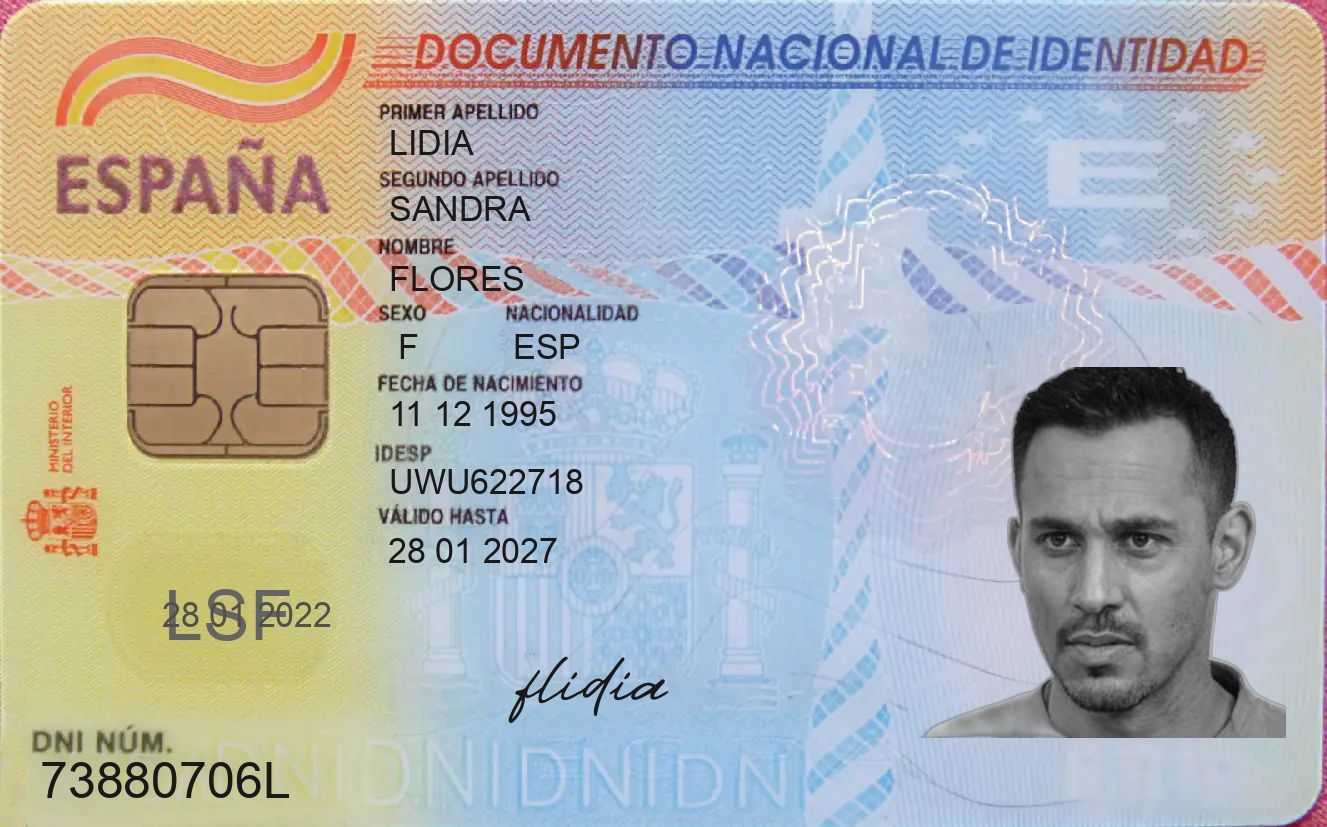 DOCUMENTO NACIONAL DE IDENTIDAD
ESPAÑA
PRIMER APELLIDO
LIDIA
SEGUNDO APELLIDO
SANDRA
NOMBRE
FLORES
SEXO NACIONALIDAD
F ESP
FECHA DE NACIMIENTO
11 12 1995
IDESP
UWU622718
VÁLIDO HASTA
28 01 2027
MINISTERIO
DEL INTERIOR
E
LSF
28 01 2022
flidia
DNI NÚM.
73880706L
DNIDNIDNIDNI